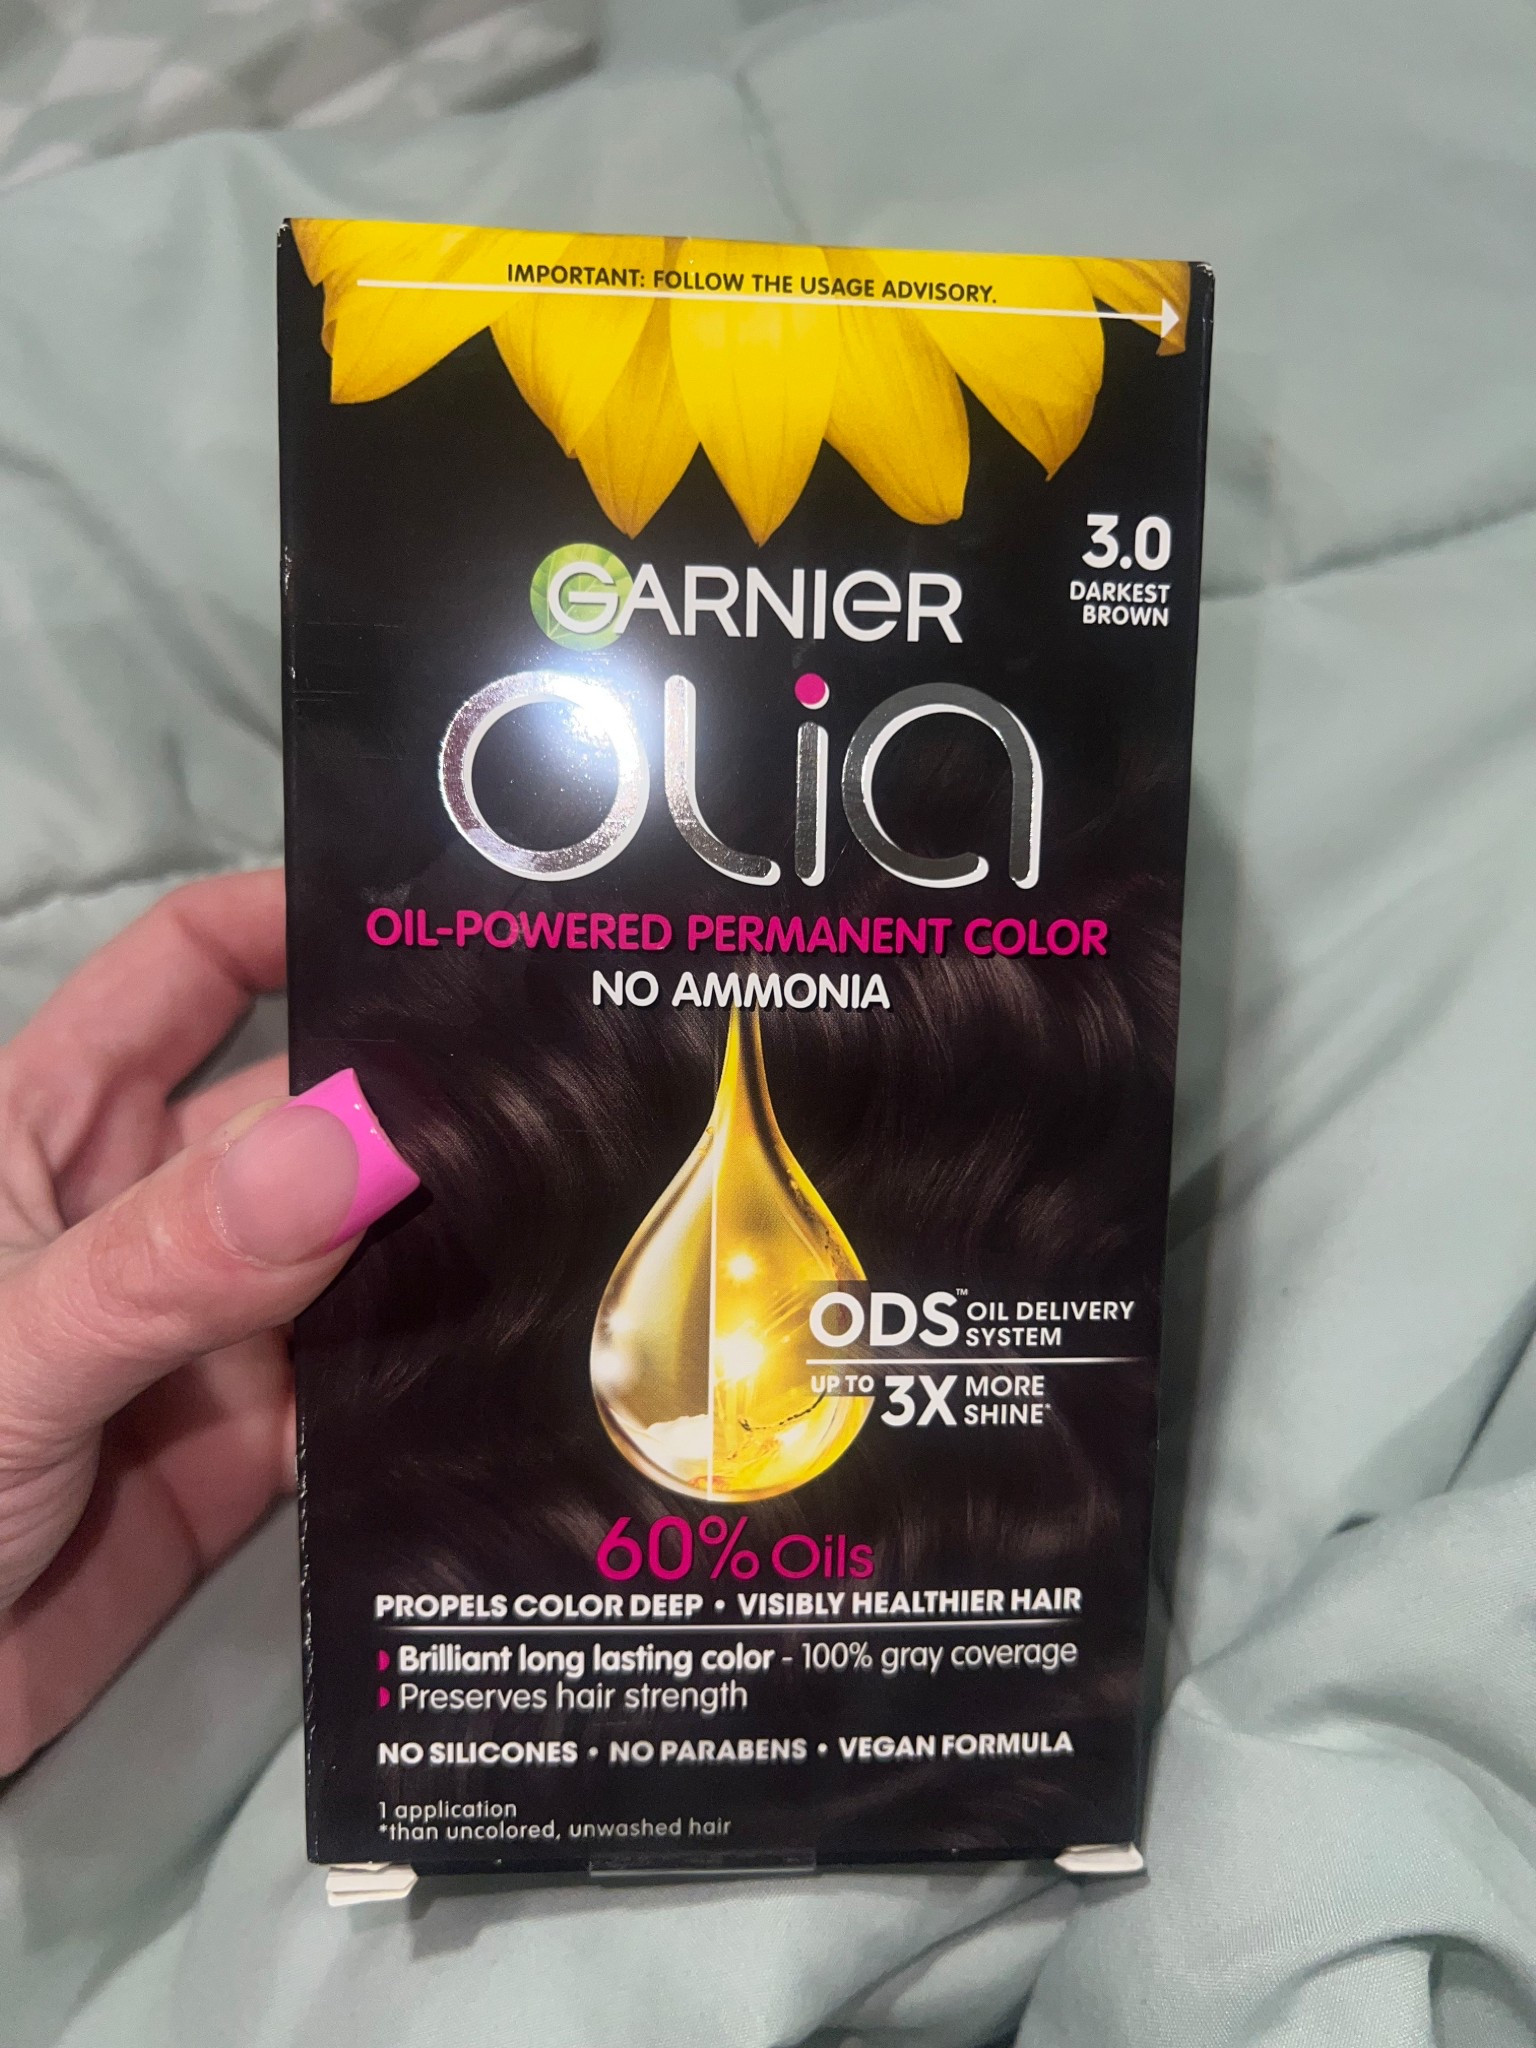 IMPORTANT: FOLLOW THE USAGE ADVISORY.
3.0
DARKEST
BROWN
GARNIER
OLIA
OIL-POWERED PERMANENT COLOR
NO AMMONIA
ODS™ OIL DELIVERY
SYSTEM
UP TO 3X MORE
SHINE*
60% Oils
PROPELS COLOR DEEP • VISIBLY HEALTHIER HAIR
Brilliant long lasting color - 100% gray coverage
Preserves hair strength
NO SILICONES • NO PARABENS • VEGAN FORMULA
1 application
*than uncolored, unwashed hair